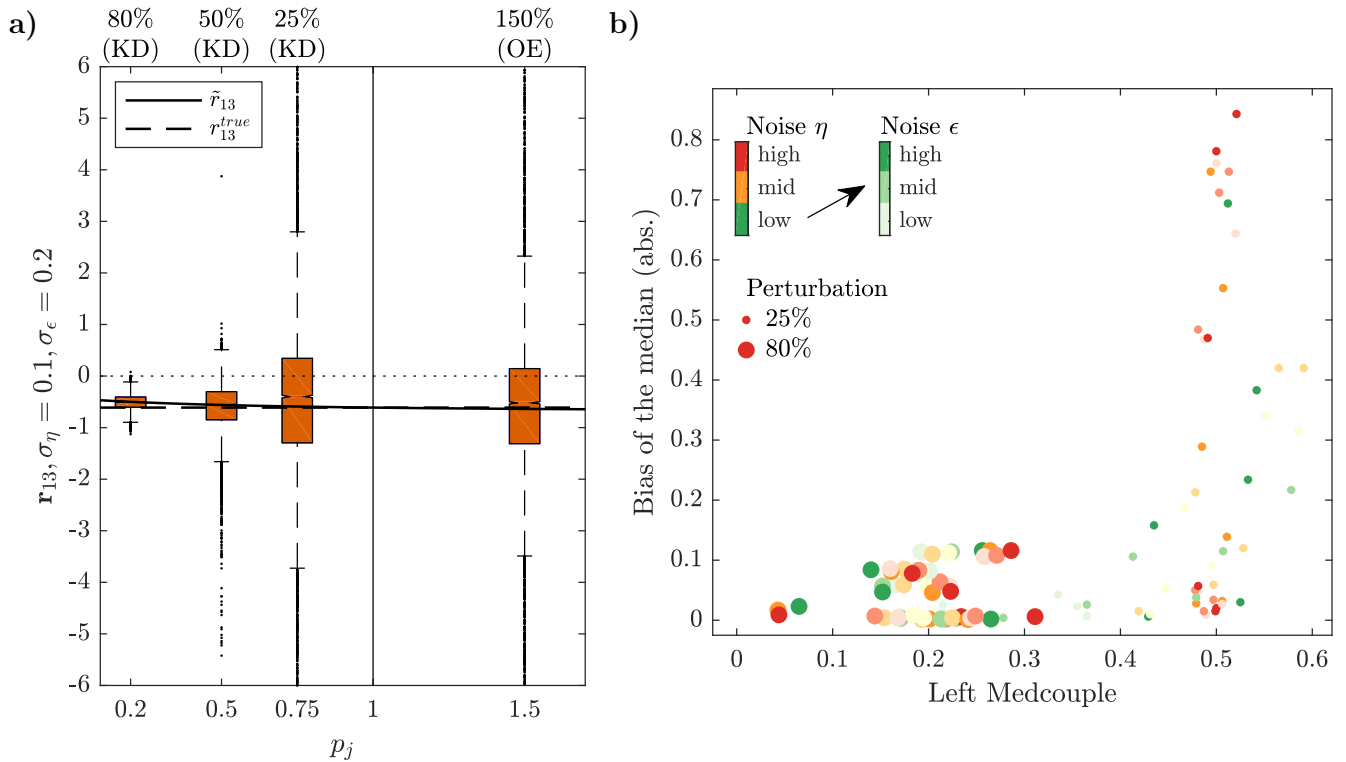 a)
80% 50% 25% 150%
(KD) (KD) (KD) (OE)
r̃₁₃
r₁₃ᵗʳᵘᵉ
6
5
4
3
2
1
0
-1
-2
-3
-4
-5
-6
r₁₃, σ_η = 0.1, σ_ϵ = 0.2
0.2 0.5 0.75 1 1.5
p_j
b)
Noise η Noise ϵ
high high
mid mid
low low
Perturbation
25%
80%
0.8
0.7
0.6
0.5
0.4
0.3
0.2
0.1
0
Bias of the median (abs.)
0 0.1 0.2 0.3 0.4 0.5 0.6
Left Medcouple